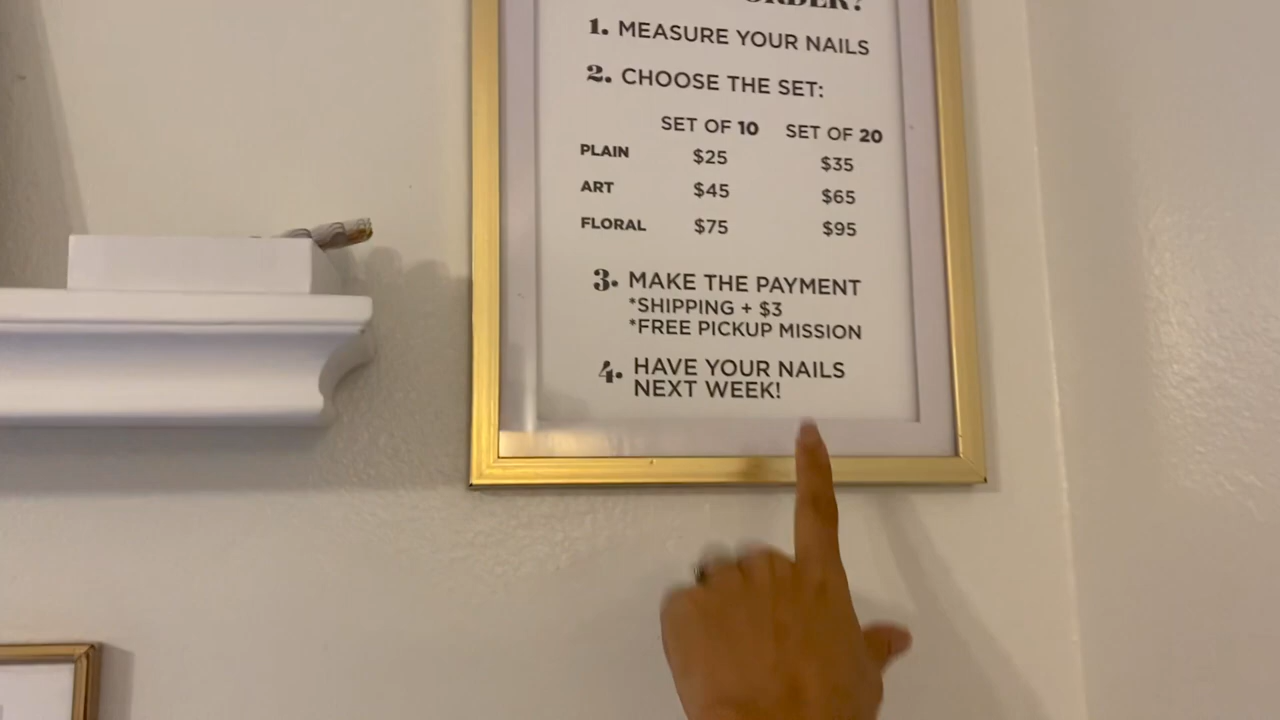 ORDER?
1. MEASURE YOUR NAILS
2. CHOOSE THE SET:
SET OF 10 SET OF 20
PLAIN $25 $35
ART $45 $65
FLORAL $75 $95
3. MAKE THE PAYMENT
*SHIPPING + $3
*FREE PICKUP MISSION
4. HAVE YOUR NAILS
NEXT WEEK!